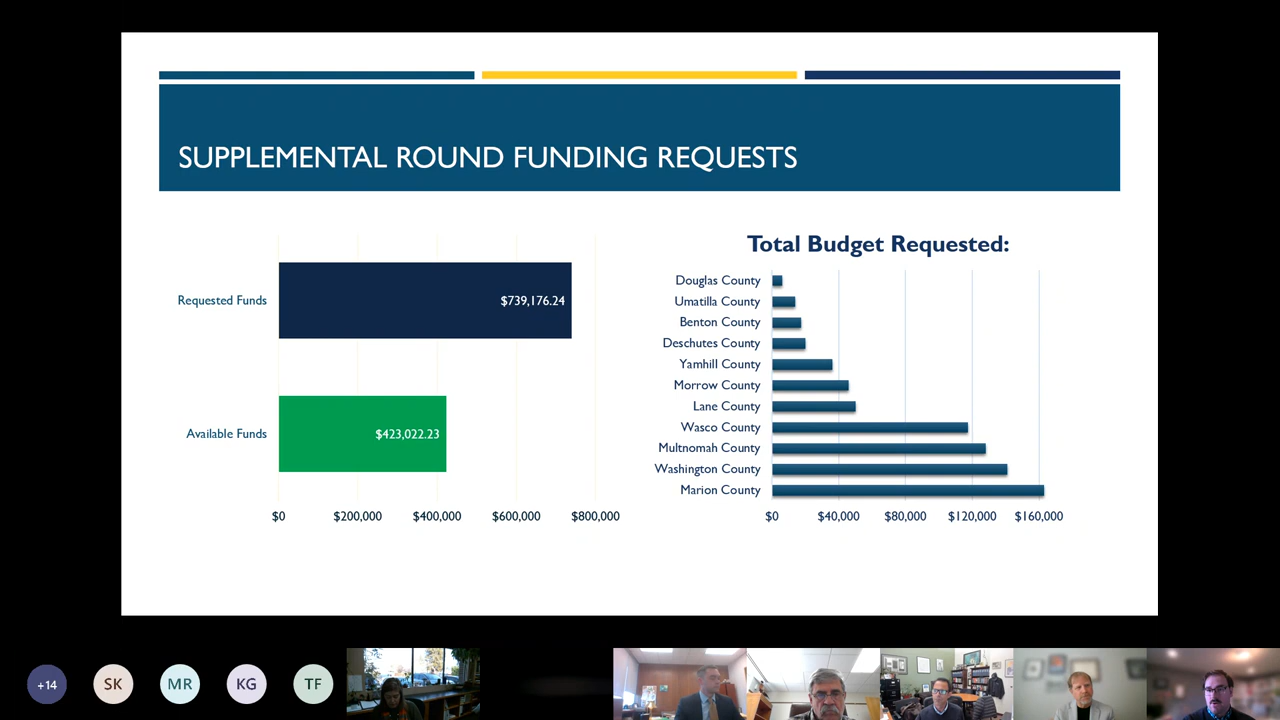 SUPPLEMENTAL ROUND FUNDING REQUESTS
Requested Funds
$739,176.24
Available Funds
$423,022.23
$0
$200,000
$400,000
$600,000
$800,000
Total Budget Requested:
Douglas County
Umatilla County
Benton County
Deschutes County
Yamhill County
Morrow County
Lane County
Wasco County
Multnomah County
Washington County
Marion County
$0
$40,000
$80,000
$120,000
$160,000
+14
SK
MR
KG
TF